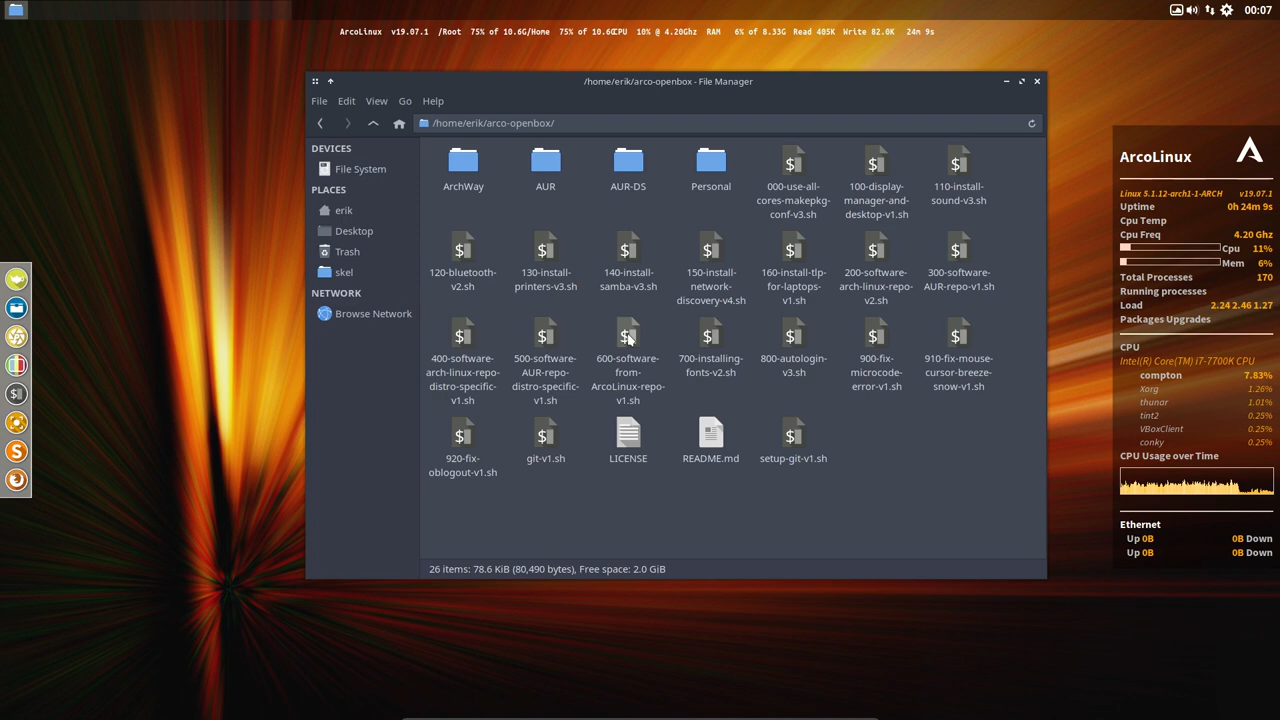 00:07
ArcoLinux v19.07.1 /Root 75% of 10.6G/Home 75% of 10.6GCPU 10% @ 4.20Ghz RAM 6% of 8.33G Read 405K Write 82.0K 24m 9s
/home/erik/arco-openbox - File Manager
File Edit View Go Help
/home/erik/arco-openbox/
DEVICES
File System
PLACES
erik
Desktop
Trash
skel
NETWORK
Browse Network
ArchWay
AUR
AUR-DS
Personal
000-use-all-
cores-makepkg-
conf-v3.sh
100-display-
manager-and-
desktop-v1.sh
110-install-
sound-v3.sh
120-bluetooth-
v2.sh
130-install-
printers-v3.sh
140-install-
samba-v3.sh
150-install-
network-
discovery-v4.sh
160-install-tlp-
for-laptops-
v1.sh
200-software-
arch-linux-repo-
v2.sh
300-software-
AUR-repo-v1.sh
400-software-
arch-linux-repo-
distro-specific-
v1.sh
500-software-
AUR-repo-
distro-specific-
v1.sh
600-software-
from-
ArcoLinux-repo-
v1.sh
700-installing-
fonts-v2.sh
800-autologin-
v3.sh
900-fix-
microcode-
error-v1.sh
910-fix-mouse-
cursor-breeze-
snow-v1.sh
920-fix-
oblogout-v1.sh
git-v1.sh
LICENSE
README.md
setup-git-v1.sh
26 items: 78.6 KiB (80,490 bytes), Free space: 2.0 GiB
ArcoLinux
Linux 5.1.12-arch1-1-ARCH v19.07.1
Uptime 0h 24m 9s
Cpu Temp
Cpu Freq 4.20 Ghz
Cpu 11%
Mem 6%
Total Processes 170
Running processes
Load 2.24 2.46 1.27
Packages Upgrades
CPU
Intel(R) Core(TM) i7-7700K CPU
compton 7.83%
Xorg 1.26%
thunar 1.01%
tint2 0.25%
VBoxClient 0.25%
conky 0.25%
CPU Usage over Time
Ethernet
Up 0B 0B Down
Up 0B 0B Down